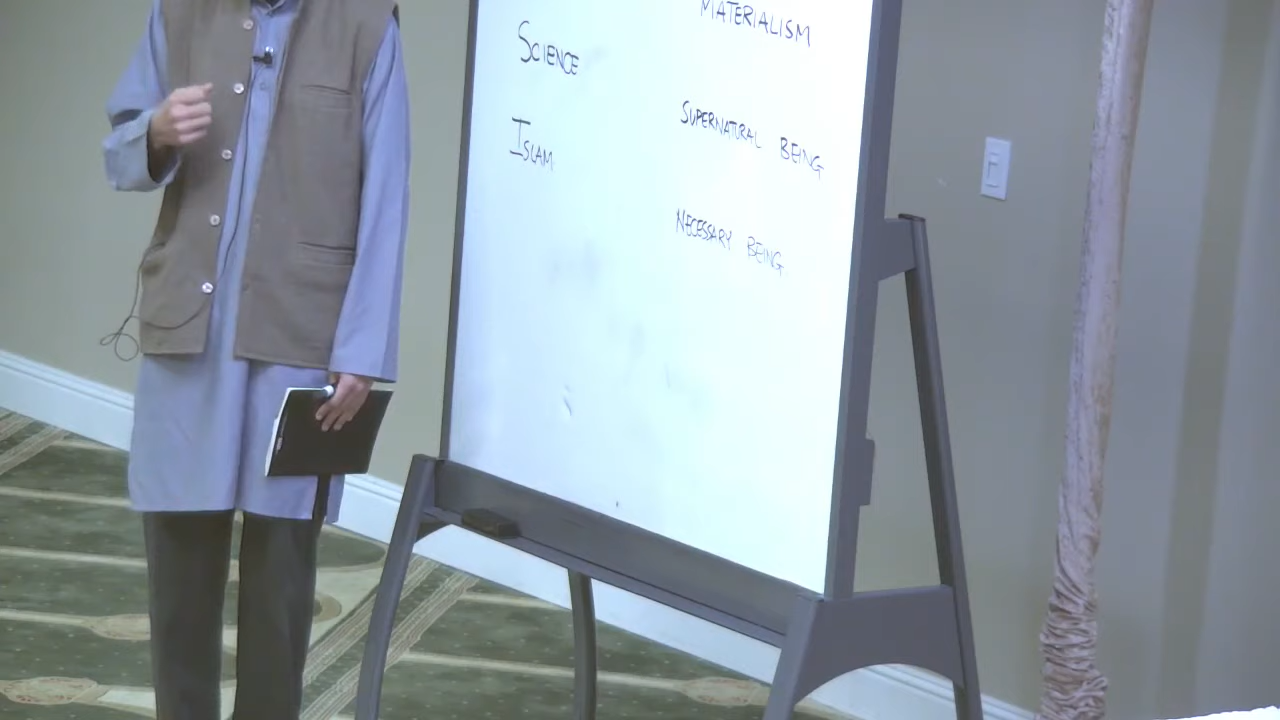 MATERIALISM
SCIENCE
SUPERNATURAL BEING
ISLAM
NECESSARY BEING